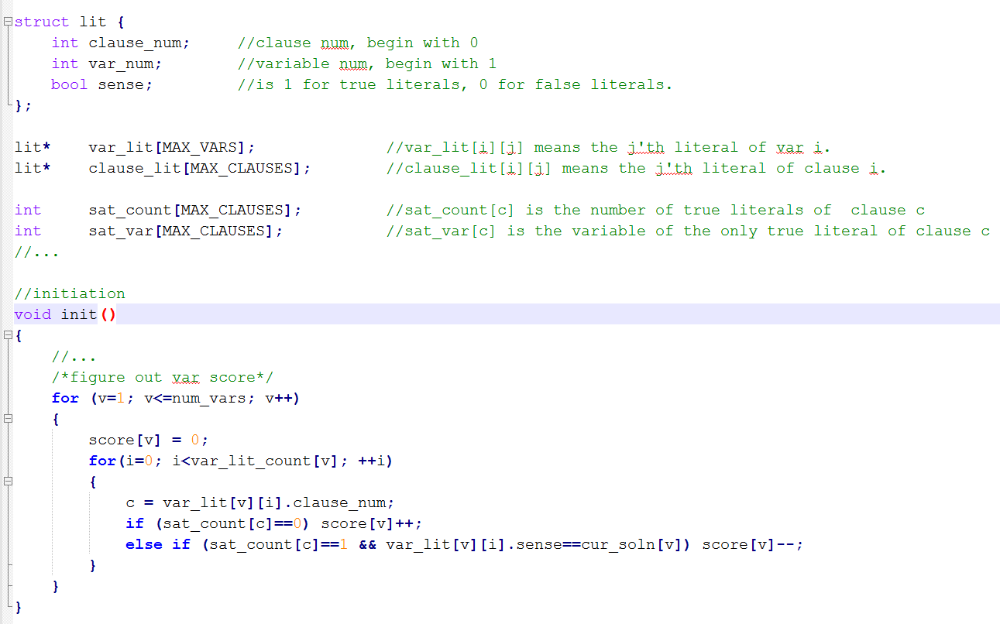 struct lit {
    int clause_num;     //clause num, begin with 0
    int var_num;        //variable num, begin with 1
    bool sense;         //is 1 for true literals, 0 for false literals.
};
lit*    var_lit[MAX_VARS];              //var_lit[i][j] means the j'th literal of var i.
lit*    clause_lit[MAX_CLAUSES];        //clause_lit[i][j] means the j'th literal of clause i.
int     sat_count[MAX_CLAUSES];         //sat_count[c] is the number of true literals of  clause c
int     sat_var[MAX_CLAUSES];           //sat_var[c] is the variable of the only true literal of clause c
//...
//initiation
void init()
{
    //...
    /*figure out var score*/
    for (v=1; v<=num_vars; v++)
    {
        score[v] = 0;
        for(i=0; i<var_lit_count[v]; ++i)
        {
            c = var_lit[v][i].clause_num;
            if (sat_count[c]==0) score[v]++;
            else if (sat_count[c]==1 && var_lit[v][i].sense==cur_soln[v]) score[v]--;
        }
    }
}